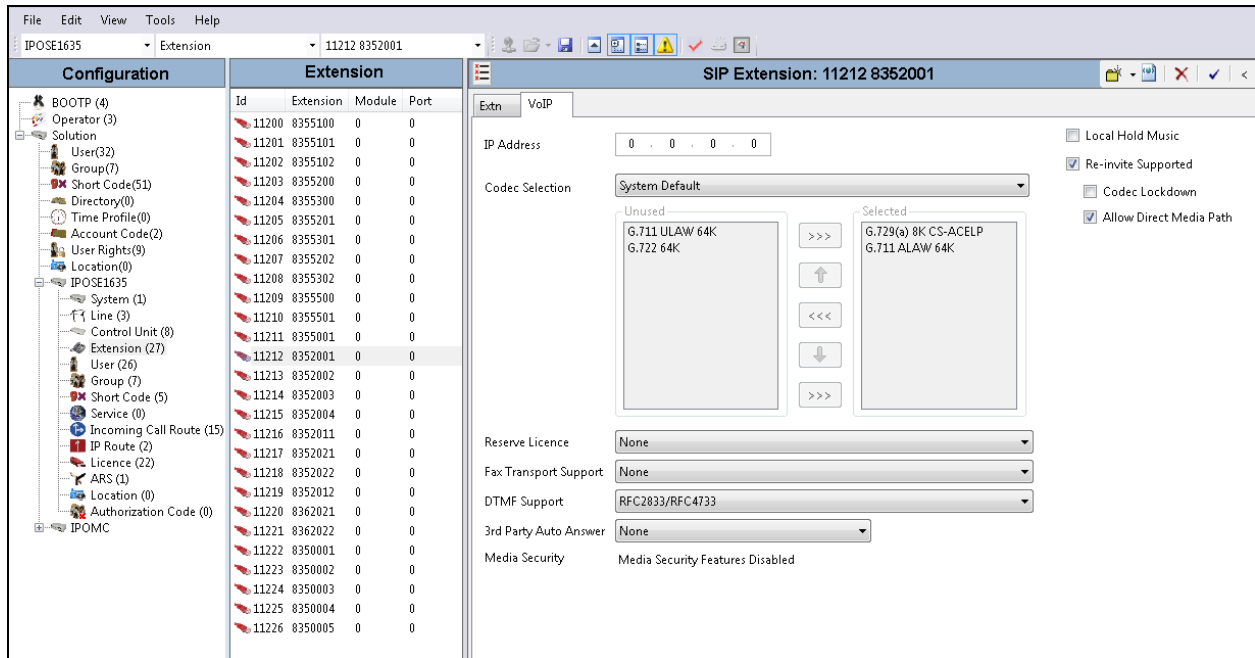 File Edit View Tools Help
IPOSE1635 Extension 11212 8352001
Configuration
BOOTP (4)
Operator (3)
Solution
User(32)
Group(7)
Short Code(51)
Directory(0)
Time Profile(0)
Account Code(2)
User Rights(9)
Location(0)
IPOSE1635
System (1)
Line (3)
Control Unit (8)
Extension (27)
User (26)
Group (7)
Short Code (5)
Service (0)
Incoming Call Route (15)
IP Route (2)
Licence (22)
ARS (1)
Location (0)
Authorization Code (0)
IPOMC
Extension
Id Extension Module Port
11200 8355100 0 0
11201 8355101 0 0
11202 8355102 0 0
11203 8355200 0 0
11204 8355300 0 0
11205 8355201 0 0
11206 8355301 0 0
11207 8355202 0 0
11208 8355302 0 0
11209 8355500 0 0
11210 8355501 0 0
11211 8355001 0 0
11212 8352001 0 0
11213 8352002 0 0
11214 8352003 0 0
11215 8352004 0 0
11216 8352011 0 0
11217 8352021 0 0
11218 8352022 0 0
11219 8352012 0 0
11220 8362021 0 0
11221 8362022 0 0
11222 8350001 0 0
11223 8350002 0 0
11224 8350003 0 0
11225 8350004 0 0
11226 8350005 0 0
SIP Extension: 11212 8352001
Extn VoIP
IP Address 0 . 0 . 0 . 0
Codec Selection System Default
Unused
G.711 ULAW 64K
G.722 64K
>>>
<<<
>>>
Selected
G.729(a) 8K CS-ACELP
G.711 ALAW 64K
Reserve Licence None
Fax Transport Support None
DTMF Support RFC2833/RFC4733
3rd Party Auto Answer None
Media Security Media Security Features Disabled
Local Hold Music
Re-invite Supported
Codec Lockdown
Allow Direct Media Path